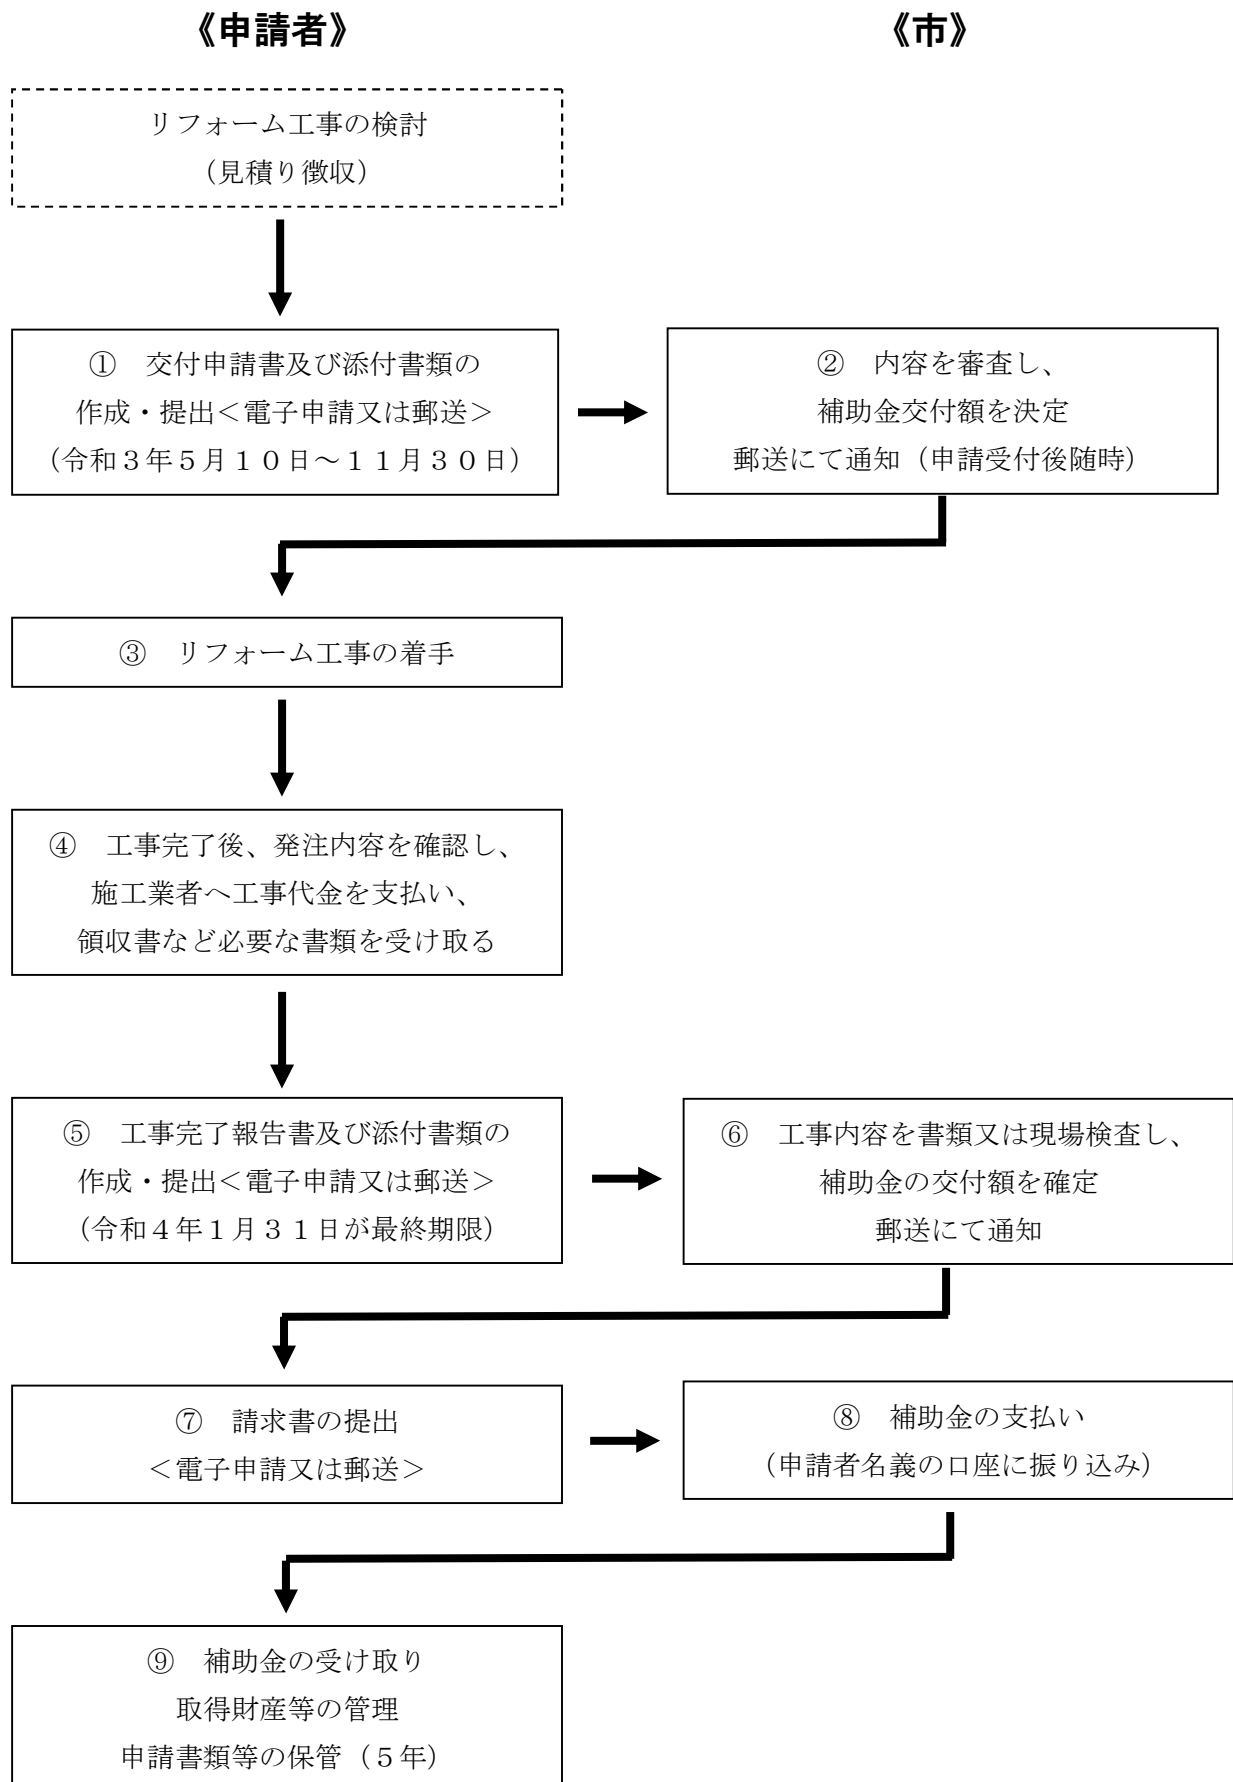 《申請者》
《市》
リフォーム工事の検討
（見積り徴収）
①　交付申請書及び添付書類の
作成・提出＜電子申請又は郵送＞
（令和３年５月１０日～１１月３０日）
②　内容を審査し、
補助金交付額を決定
郵送にて通知（申請受付後随時）
③　リフォーム工事の着手
④　工事完了後、発注内容を確認し、
施工業者へ工事代金を支払い、
領収書など必要な書類を受け取る
⑤　工事完了報告書及び添付書類の
作成・提出＜電子申請又は郵送＞
（令和４年１月３１日が最終期限）
⑥　工事内容を書類又は現場検査し、
補助金の交付額を確定
郵送にて通知
⑦　請求書の提出
＜電子申請又は郵送＞
⑧　補助金の支払い
（申請者名義の口座に振り込み）
⑨　補助金の受け取り
取得財産等の管理
申請書類等の保管（５年）